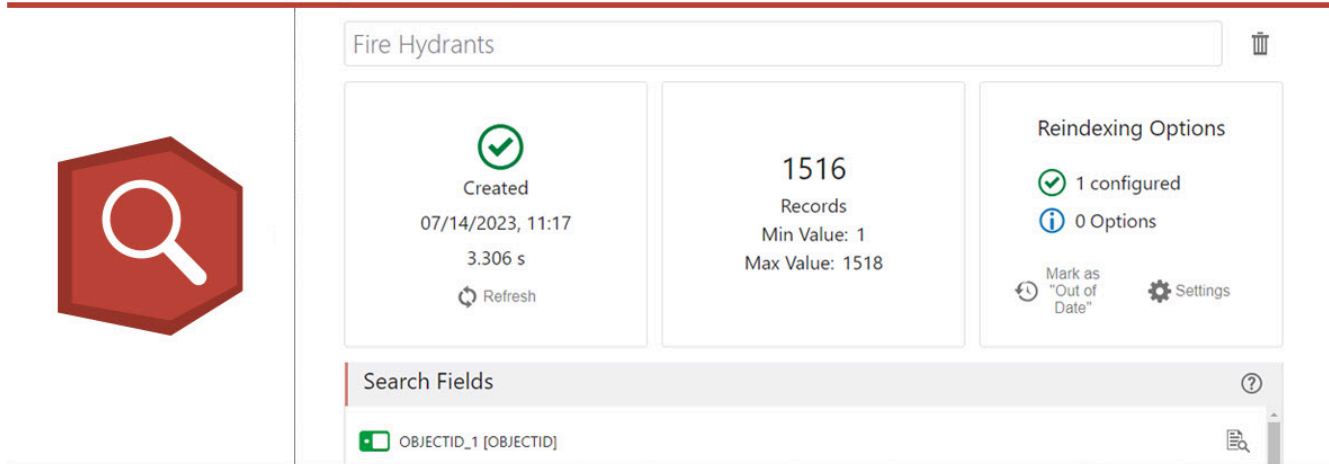 Fire Hydrants
Created
07/14/2023, 11:17
3.306 s
Refresh
1516
Records
Min Value: 1
Max Value: 1518
Reindexing Options
1 configured
0 Options
Mark as
"Out of
Date"
Settings
Search Fields
OBJECTID_1 [OBJECTID]